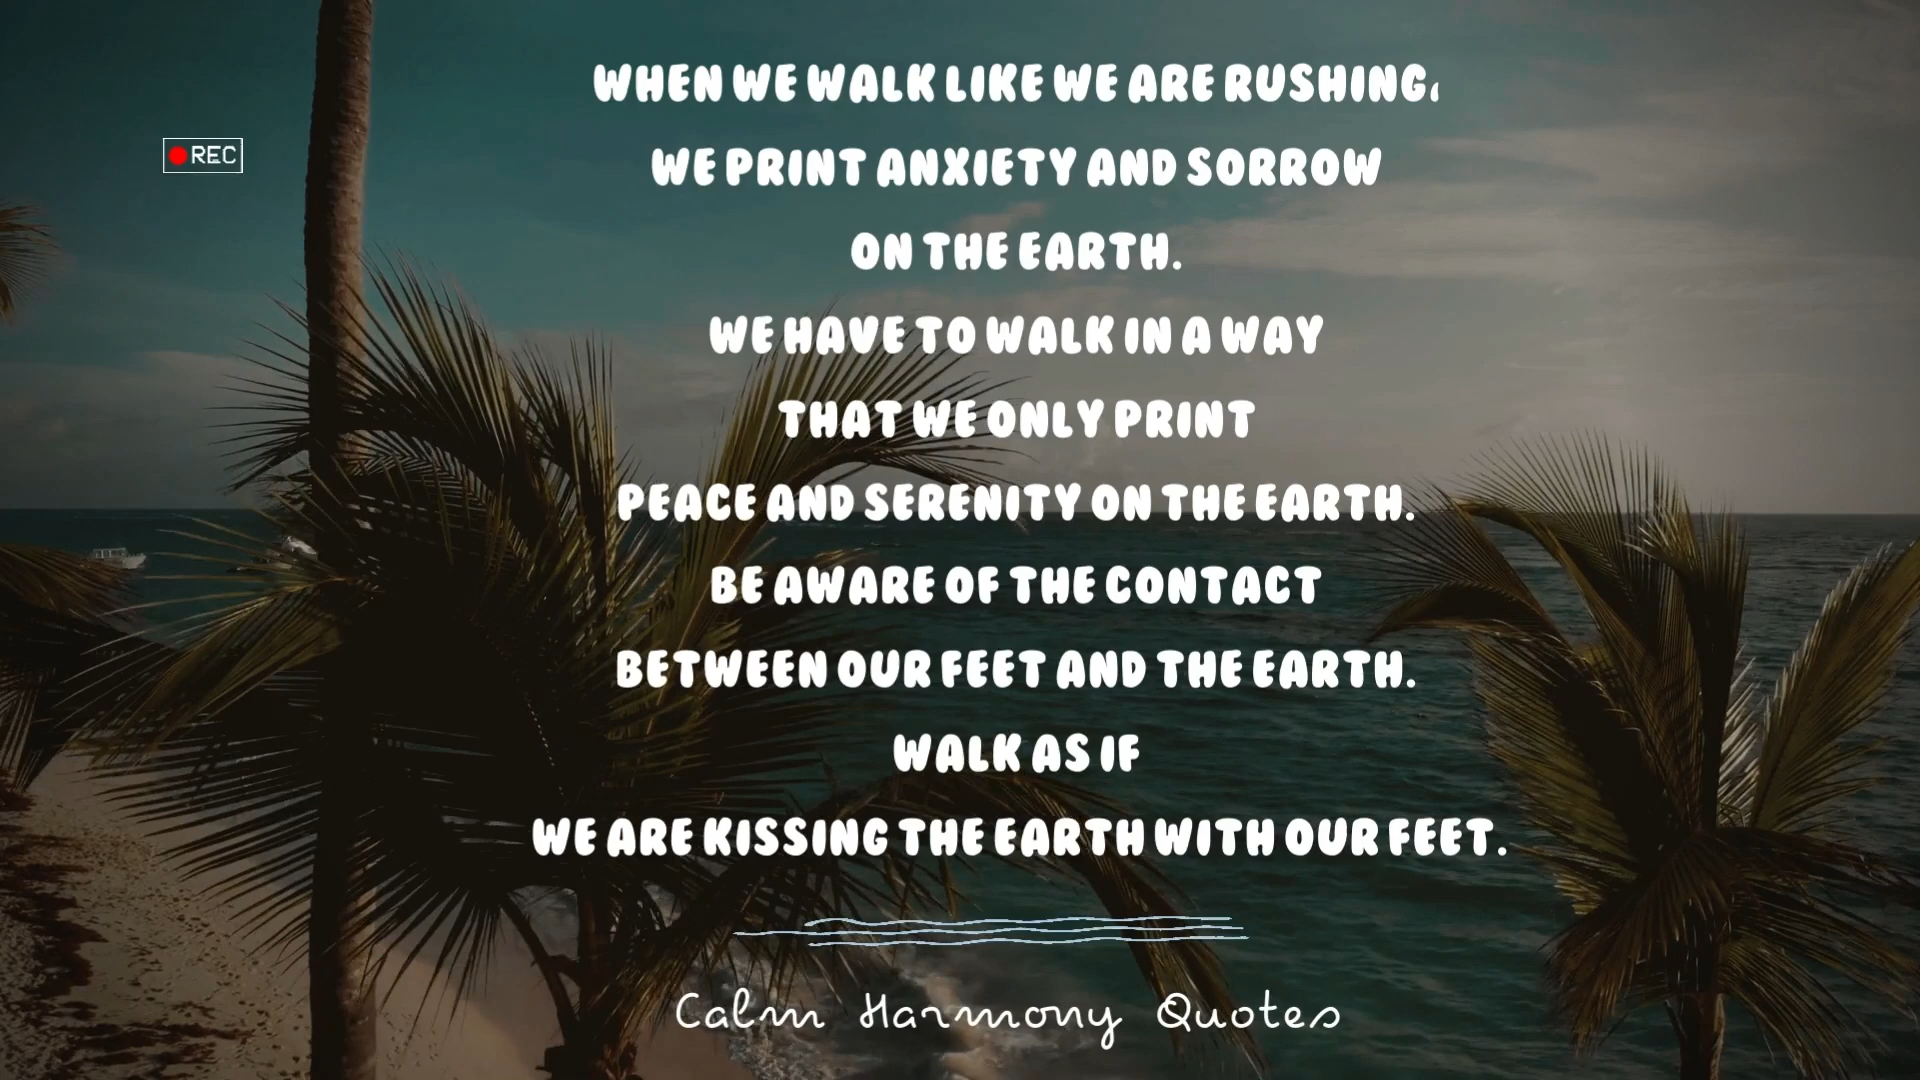 REC
WHEN WE WALK LIKE WE ARE RUSHING,
WE PRINT ANXIETY AND SORROW
ON THE EARTH.
WE HAVE TO WALK IN A WAY
THAT WE ONLY PRINT
PEACE AND SERENITY ON THE EARTH.
BE AWARE OF THE CONTACT
BETWEEN OUR FEET AND THE EARTH.
WALK AS IF
WE ARE KISSING THE EARTH WITH OUR FEET.
Calm Harmony Quotes